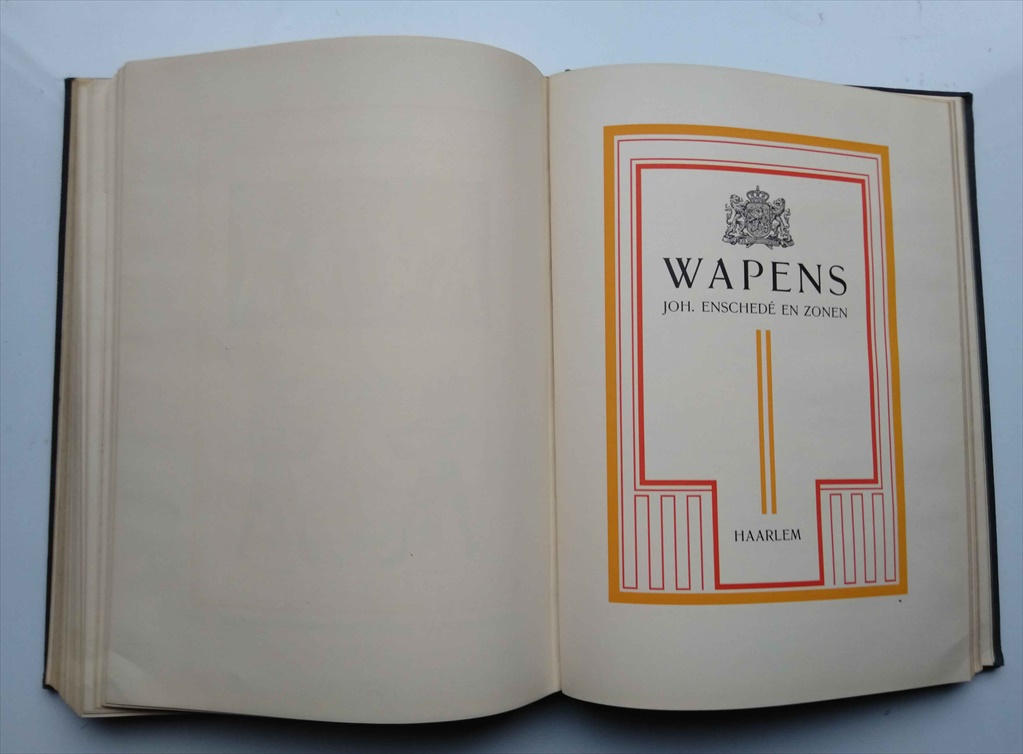 WAPENS
JOH. ENSCHEDÉ EN ZONEN
HAARLEM